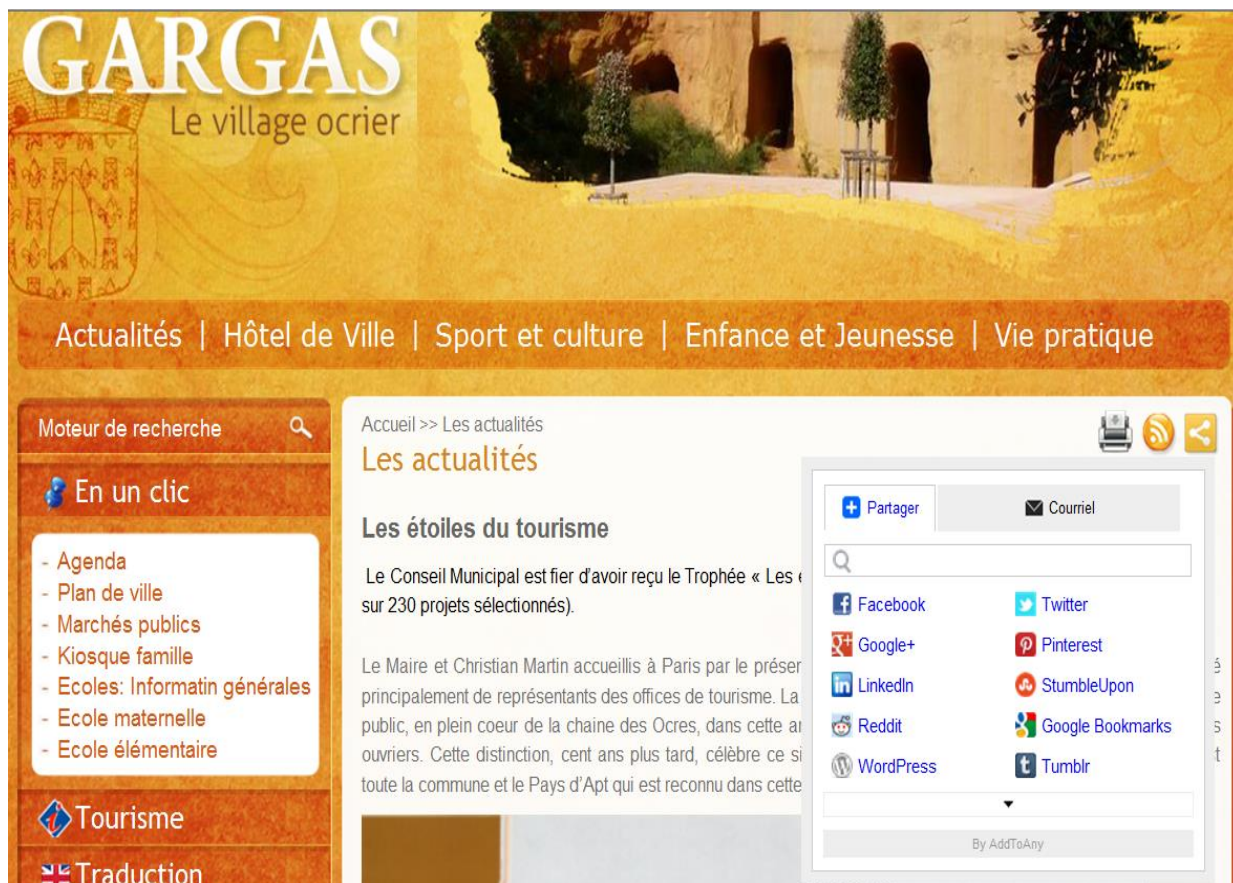 GARGAS
Le village ocrier
Actualités | Hôtel de Ville | Sport et culture | Enfance et Jeunesse | Vie pratique
Moteur de recherche
En un clic
- Agenda
- Plan de ville
- Marchés publics
- Kiosque famille
- Ecoles: Informatin générales
- Ecole maternelle
- Ecole élémentaire
Tourisme
Traduction
Accueil >> Les actualités
Les actualités
Les étoiles du tourisme
Le Conseil Municipal est fier d'avoir reçu le Trophée « Les
sur 230 projets sélectionnés).
Le Maire et Christian Martin accueillis à Paris par le
principalement de représentants des offices de tourisme. La
public, en plein coeur de la chaine des Ocres, dans cette
ouvriers. Cette distinction, cent ans plus tard, célèbre ce
toute la commune et le Pays d'Apt qui est reconnu dans cette
Partager
Courriel
Facebook
Twitter
Google+
Pinterest
LinkedIn
StumbleUpon
Reddit
Google Bookmarks
WordPress
Tumblr
By AddToAny